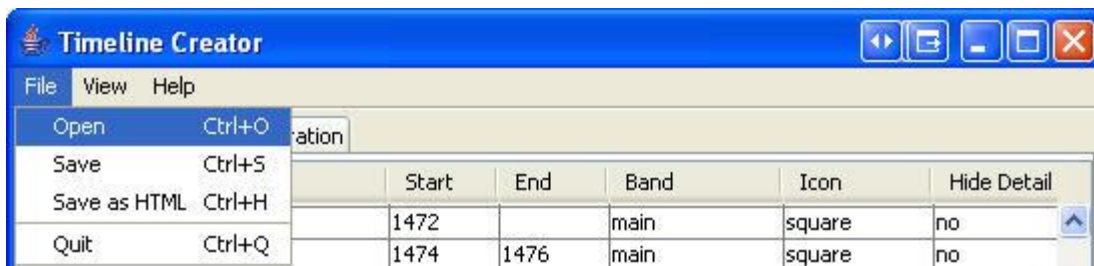 Timeline Creator
File View Help
Open Ctrl+O
ation
Save Ctrl+S
Start End Band Icon Hide Detail
Save as HTML Ctrl+H
1472 main square no
Quit Ctrl+Q
1474 1476 main square no